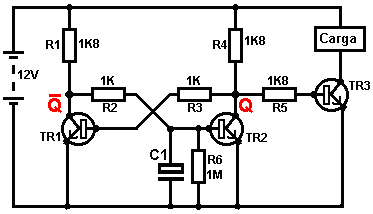 R1 1K8 R4 1K8 Carga
12V 1K 1K 1K8 TR3
Q̅ R2 R3 Q R5
TR1 TR2
C1 R6
1M